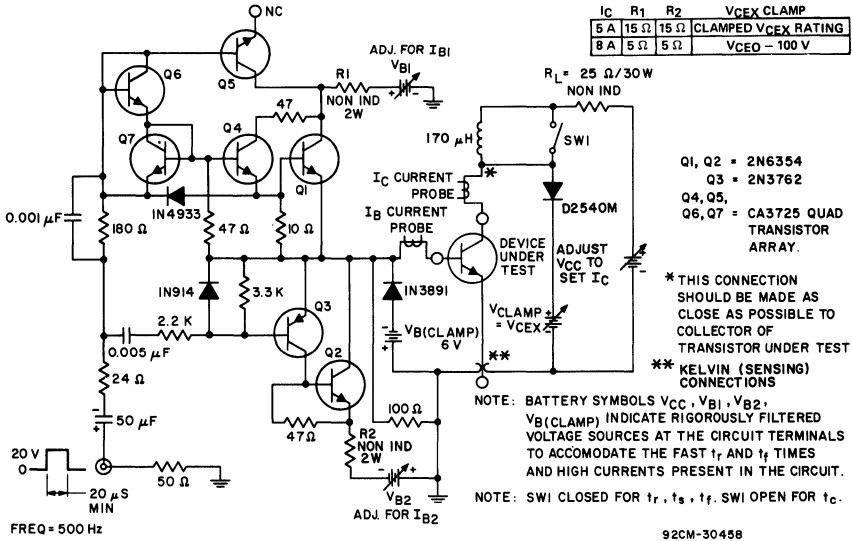 NC
IC R1 R2 VCEX CLAMP
5 A 15 Ω 15 Ω CLAMPED VCEX RATING
8 A 5 Ω 5 Ω VCEO – 100 V
ADJ. FOR IB1
VB1
+ -
Q6
Q5
R1
NON IND
2W
RL = 25 Ω/30W
NON IND
47
Q7
Q4
Q1
170 μH
SW1
*
IC CURRENT
PROBE
Q1, Q2 = 2N6354
Q3 = 2N3762
Q4, Q5,
Q6, Q7 = CA3725 QUAD
TRANSISTOR
ARRAY.
1N4933
0.001 μF
180 Ω
47 Ω
10 Ω
IB CURRENT
PROBE
D2540M
DEVICE
UNDER
TEST
ADJUST
VCC TO
SET IC
+
-
1N914
3.3 K
Q3
1N3891
* THIS CONNECTION
SHOULD BE MADE AS
CLOSE AS POSSIBLE TO
COLLECTOR OF
TRANSISTOR UNDER TEST
VCLAMP
= VCEX
+
-
2.2 K
0.005 μF
-
+
VB(CLAMP)
6 V
Q2
**
** KELVIN (SENSING)
CONNECTIONS
24 Ω
-
+
50 μF
47Ω
100 Ω
R2
NON IND
2W
NOTE: BATTERY SYMBOLS VCC, VB1, VB2,
VB(CLAMP) INDICATE RIGOROUSLY FILTERED
VOLTAGE SOURCES AT THE CIRCUIT TERMINALS
TO ACCOMODATE THE FAST tr AND tf TIMES
AND HIGH CURRENTS PRESENT IN THE CIRCUIT.
20 V
0
20 μS
MIN
50 Ω
- +
VB2
ADJ. FOR IB2
NOTE: SW1 CLOSED FOR tr, ts, tf. SW1 OPEN FOR tc.
FREQ = 500 Hz
92CM-30458